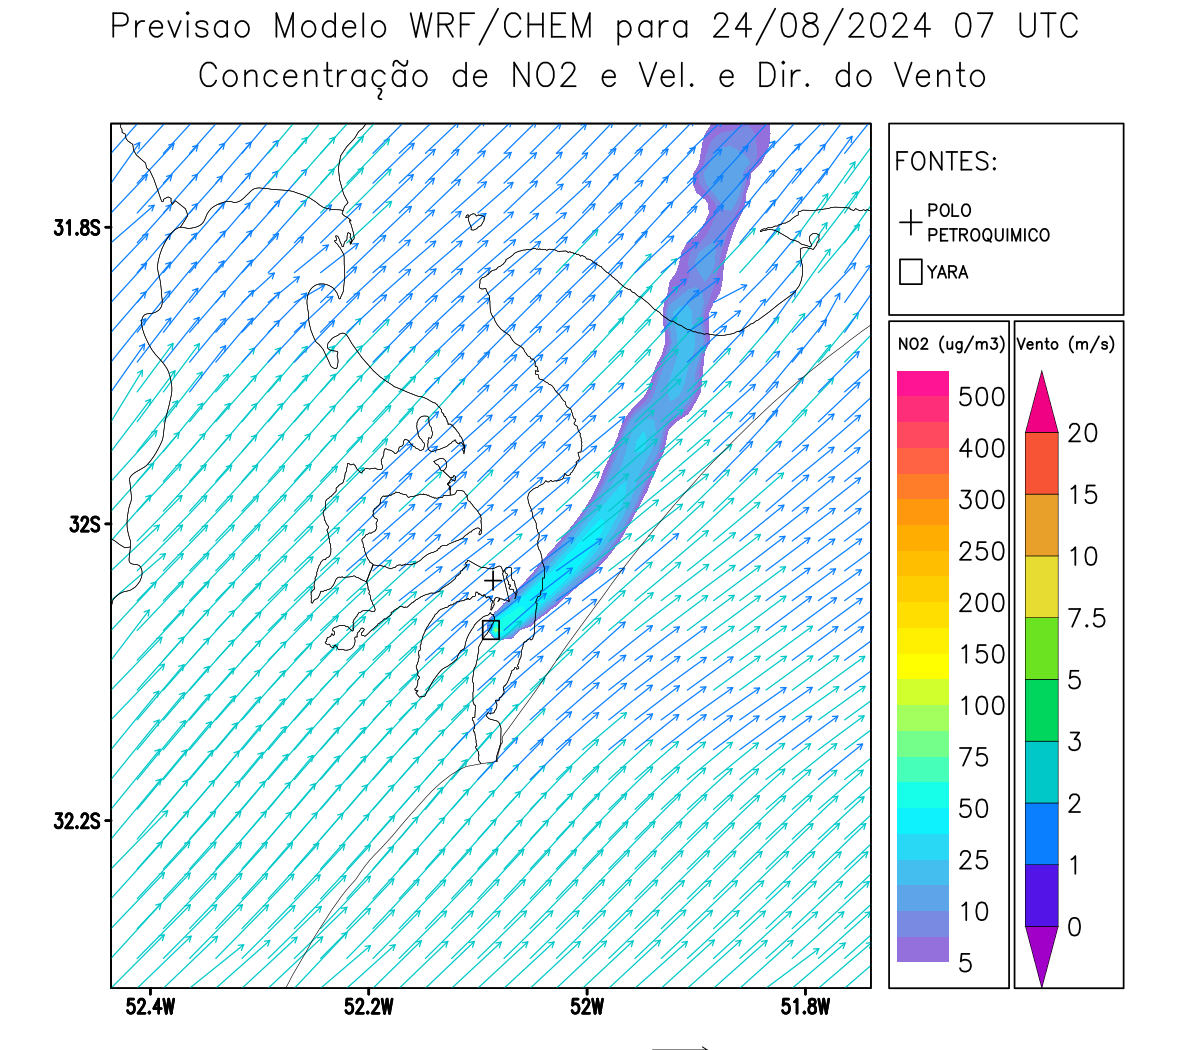 Previsao Modelo WRF/CHEM para 24/08/2024 07 UTC
Concentração de NO2 e Vel. e Dir. do Vento
31.8S
32S
32.2S
52.4W
52.2W
52W
51.8W
FONTES:
POLO
PETROQUIMICO
YARA
NO2 (ug/m3)
500
400
300
250
200
150
100
75
50
25
10
5
Vento (m/s)
20
15
10
7.5
5
3
2
1
0